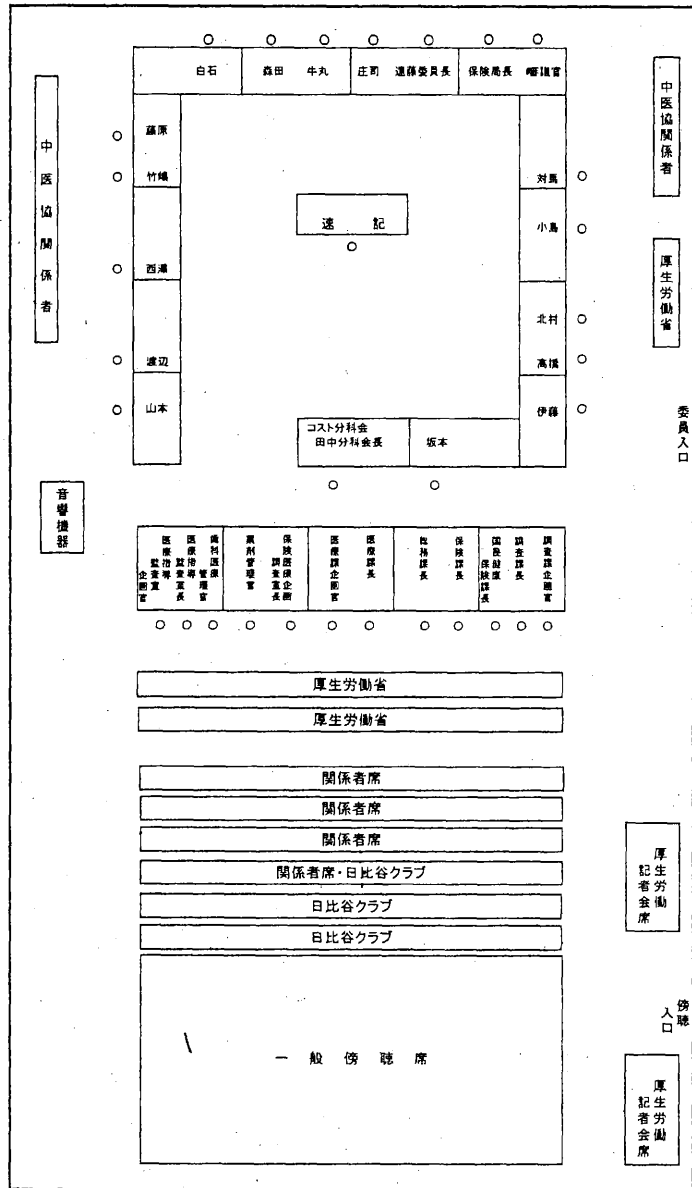 白石 森田 牛丸 庄司 遠藤委員長 保険局長 審議官
中医協関係者
中医協関係者
藤原
竹嶋
西澤
渡辺
山本
速記
対馬
小島
北村
高橋
伊藤
厚生労働省
委員入口
コスト分科会
田中分科会長
坂本
音響機器
医療指導監査室企画官
医療指導監査室長
歯科医療管理官
薬剤管理官
保険医療企画調査室長
医療課企画官
医療課長
総務課長
保険課長
国民健康保険課長
調査課長
調査課企画官
厚生労働省
厚生労働省
関係者席
関係者席
関係者席
関係者席・日比谷クラブ
日比谷クラブ
日比谷クラブ
厚生労働記者会席
傍聴入口
一般傍聴席
厚生労働記者会席